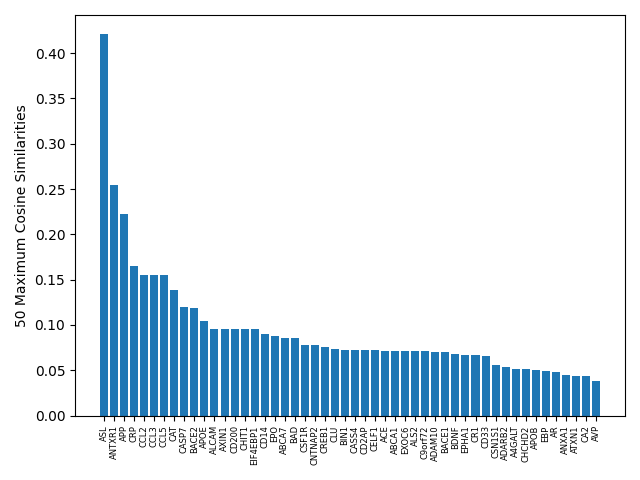 50 Maximum Cosine Similarities
0.40
0.35
0.30
0.25
0.20
0.15
0.10
0.05
0.00
ASL
ANTXR1
APP
CRP
CCL2
CCL3
CCL5
CAT
CASP7
BACE2
APOE
ALCAM
AXIN1
CD200
CHIT1
EIF4EBP1
CD14
EPO
ABCA7
BAD
CSF1R
CNTNAP2
CREB1
CLU
BIN1
CASS4
CD2AP
CELF1
ACE
ABCA1
EXOC6
ALS2
C9orf72
ADAM10
BACE1
BDNF
EPHA1
CR1
CD33
CSN1S1
ADARB2
A4GALT
CHCHD2
APOB
EBP
AR
ANXA1
ATXN1
CA2
AVP